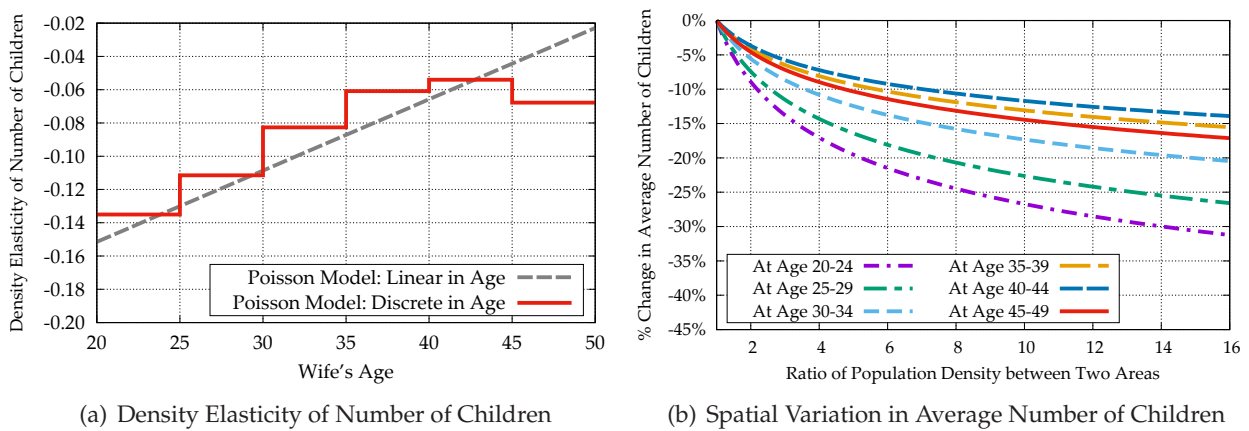 Density Elasticity of Number of Children
-0.02
-0.04
-0.06
-0.08
-0.10
-0.12
-0.14
-0.16
-0.18
-0.20
20
25
30
35
40
45
50
Wife's Age
Poisson Model: Linear in Age
Poisson Model: Discrete in Age
(a) Density Elasticity of Number of Children
% Change in Average Number of Children
0%
-5%
-10%
-15%
-20%
-25%
-30%
-35%
-40%
-45%
2
4
6
8
10
12
14
16
Ratio of Population Density between Two Areas
At Age 20-24
At Age 25-29
At Age 30-34
At Age 35-39
At Age 40-44
At Age 45-49
(b) Spatial Variation in Average Number of Children